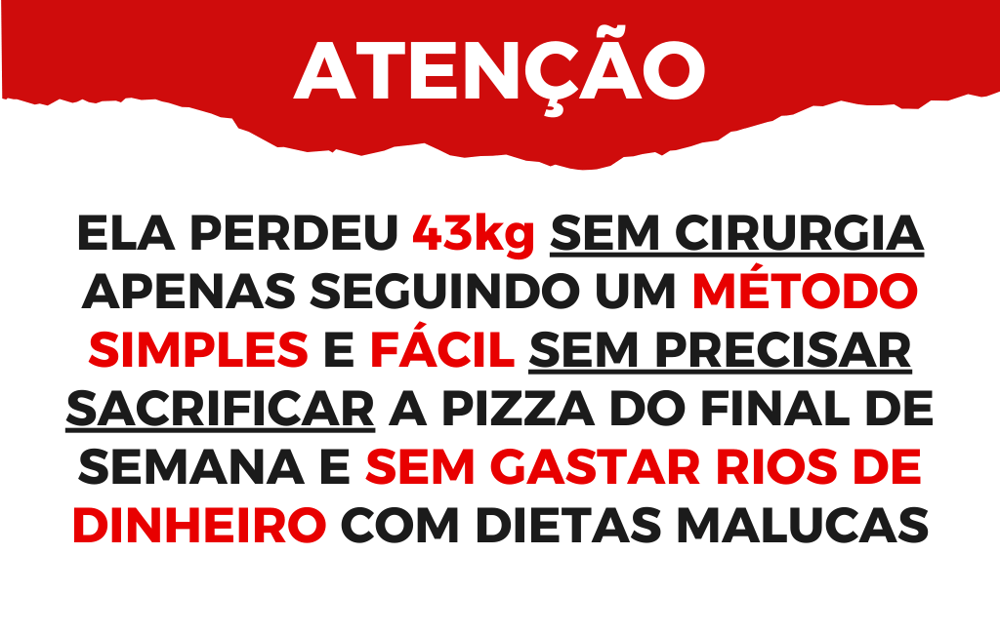 ATENÇÃO
ELA PERDEU 43kg SEM CIRURGIA
APENAS SEGUINDO UM MÉTODO
SIMPLES E FÁCIL SEM PRECISAR
SACRIFICAR A PIZZA DO FINAL DE
SEMANA E SEM GASTAR RIOS DE
DINHEIRO COM DIETAS MALUCAS